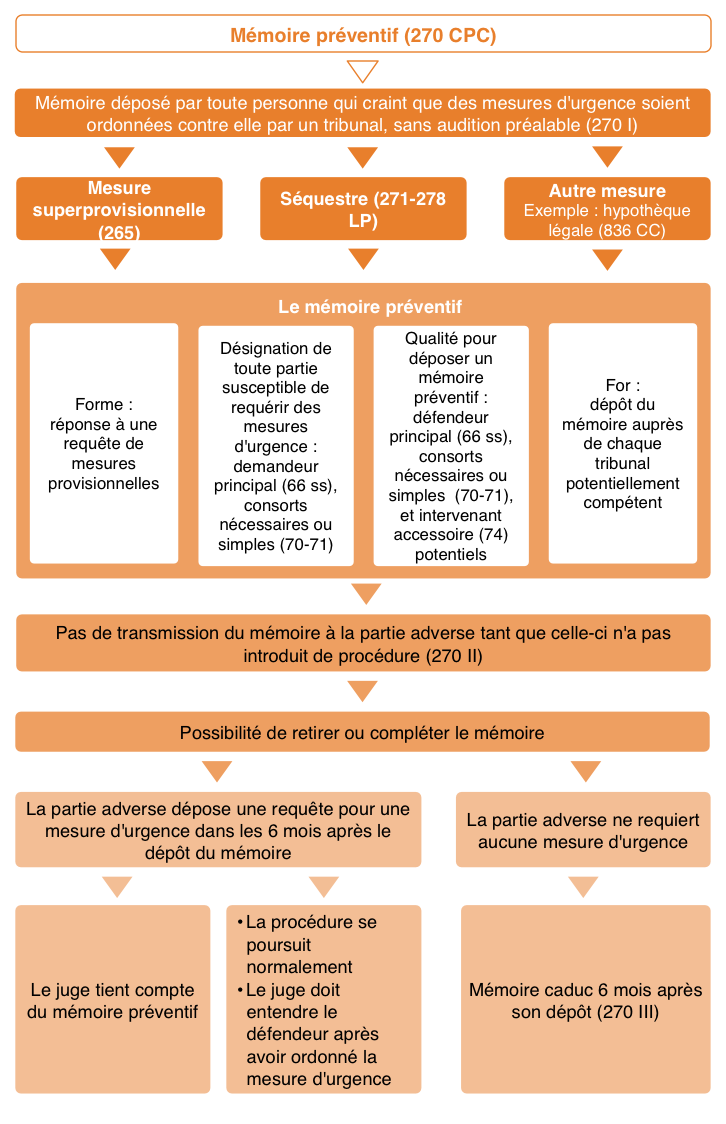 Mémoire préventif (270 CPC)
Mémoire déposé par toute personne qui craint que des mesures d'urgence soient
ordonnées contre elle par un tribunal, sans audition préalable (270 I)
Mesure
superprovisionnelle
(265)
Séquestre (271-278
LP)
Autre mesure
Exemple : hypothèque
légale (836 CC)
Le mémoire préventif
Forme :
réponse à une
requête de
mesures
provisionnelles
Désignation de
toute partie
susceptible de
requérir des
mesures
d'urgence :
demandeur
principal (66 ss),
consorts
nécessaires ou
simples (70-71)
Qualité pour
déposer un
mémoire
préventif :
défendeur
principal (66 ss),
consorts
nécessaires ou
simples  (70-71),
et intervenant
accessoire (74)
potentiels
For :
dépôt du
mémoire auprès
de chaque
tribunal
potentiellement
compétent
Pas de transmission du mémoire à la partie adverse tant que celle-ci n'a pas
introduit de procédure (270 II)
Possibilité de retirer ou compléter le mémoire
La partie adverse dépose une requête pour une
mesure d'urgence dans les 6 mois après le
dépôt du mémoire
La partie adverse ne requiert
aucune mesure d'urgence
Le juge tient compte
du mémoire préventif
• La procédure se
poursuit
normalement
• Le juge doit
entendre le
défendeur après
avoir ordonné la
mesure d'urgence
Mémoire caduc 6 mois après
son dépôt (270 III)